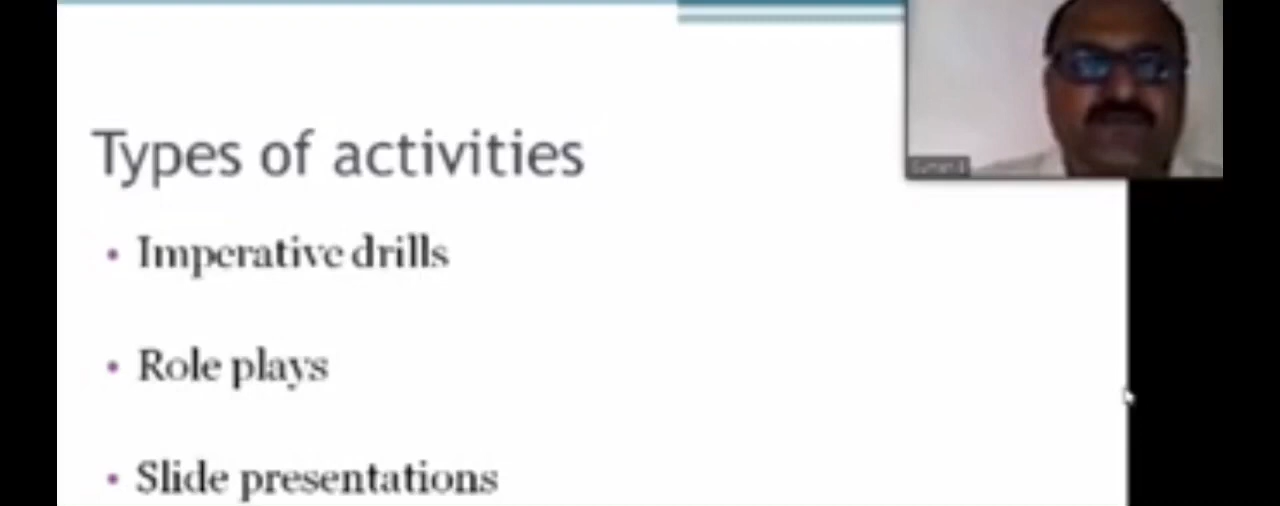 Types of activities
• Imperative drills
• Role plays
• Slide presentations